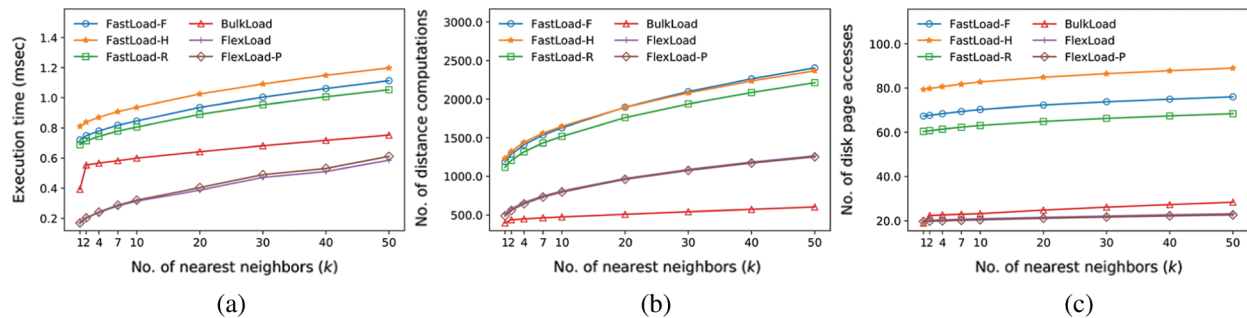 FastLoad-F
FastLoad-H
FastLoad-R
BulkLoad
FlexLoad
FlexLoad-P
Execution time (msec)
1.4
1.2
1.0
0.8
0.6
0.4
0.2
12 4 7 10 20 30 40 50
No. of nearest neighbors (k)
(a)
FastLoad-F
FastLoad-H
FastLoad-R
BulkLoad
FlexLoad
FlexLoad-P
No. of distance computations
3000.0
2500.0
2000.0
1500.0
1000.0
500.0
12 4 7 10 20 30 40 50
No. of nearest neighbors (k)
(b)
FastLoad-F
FastLoad-H
FastLoad-R
BulkLoad
FlexLoad
FlexLoad-P
No. of disk page accesses
100.0
80.0
60.0
40.0
20.0
12 4 7 10 20 30 40 50
No. of nearest neighbors (k)
(c)